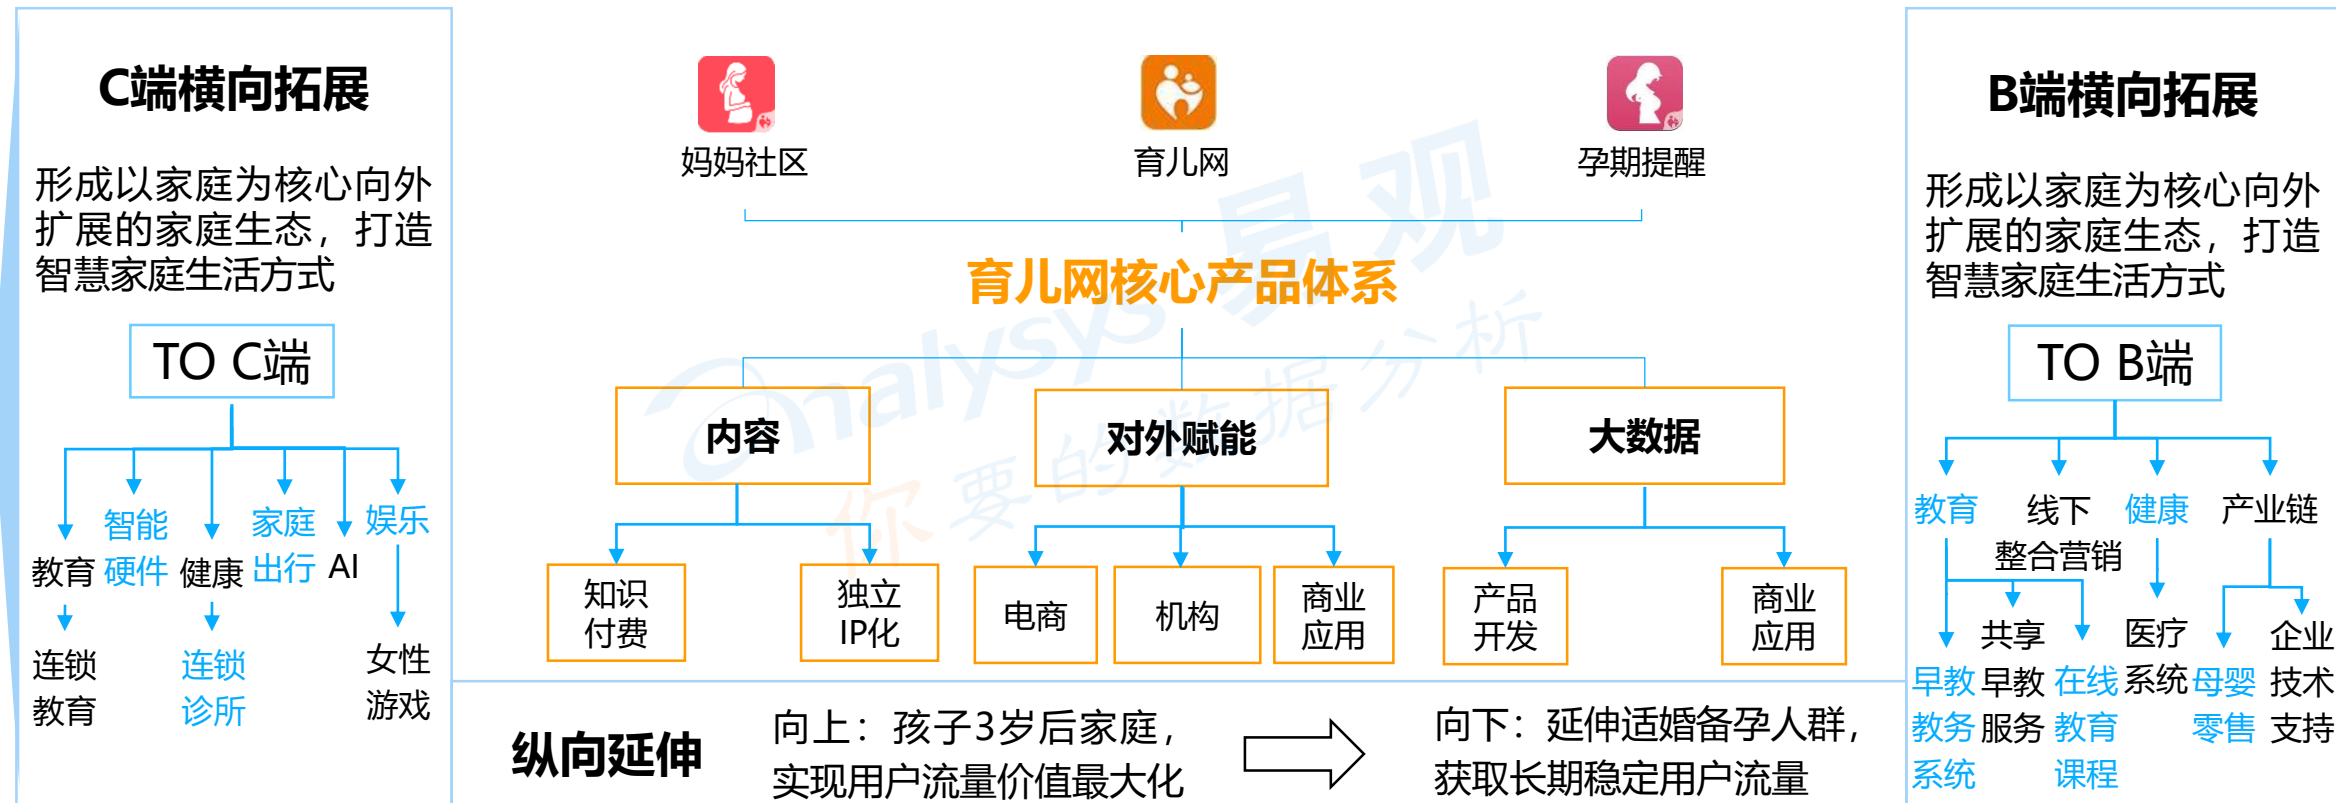 C端横向拓展
形成以家庭为核心向外
扩展的家庭生态，打造
智慧家庭生活方式
TO C端
教育
智能
硬件
健康
家庭
出行
AI
娱乐
连锁
教育
连锁
诊所
女性
游戏
妈妈社区
育儿网
孕期提醒
育儿网核心产品体系
内容
对外赋能
大数据
知识
付费
独立
IP化
电商
机构
商业
应用
产品
开发
商业
应用
纵向延伸
向上：孩子3岁后家庭，
实现用户流量价值最大化
向下：延伸适婚备孕人群，
获取长期稳定用户流量
B端横向拓展
形成以家庭为核心向外
扩展的家庭生态，打造
智慧家庭生活方式
TO B端
教育
线下
整合营销
健康
产业链
早教
教务
系统
共享
早教
服务
在线
教育
课程
医疗
系统
母婴
零售
企业
技术
支持
analysys 易观
你要的数据分析